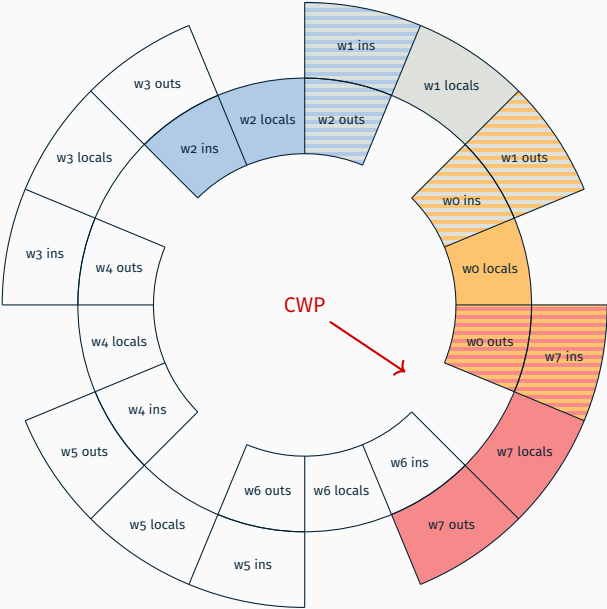 w1 ins
w3 outs
w1 locals
w2 locals
w2 outs
w2 ins
w3 locals
w1 outs
w0 ins
w3 ins
w4 outs
w0 locals
CWP
w4 locals
w0 outs
w7 ins
w4 ins
w5 outs
w7 locals
w6 ins
w6 outs
w6 locals
w5 locals
w7 outs
w5 ins